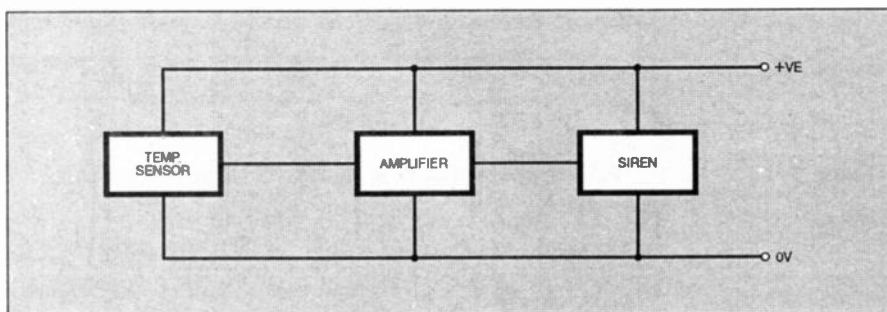 +VE
TEMP.
SENSOR
AMPLIFIER
SIREN
0V